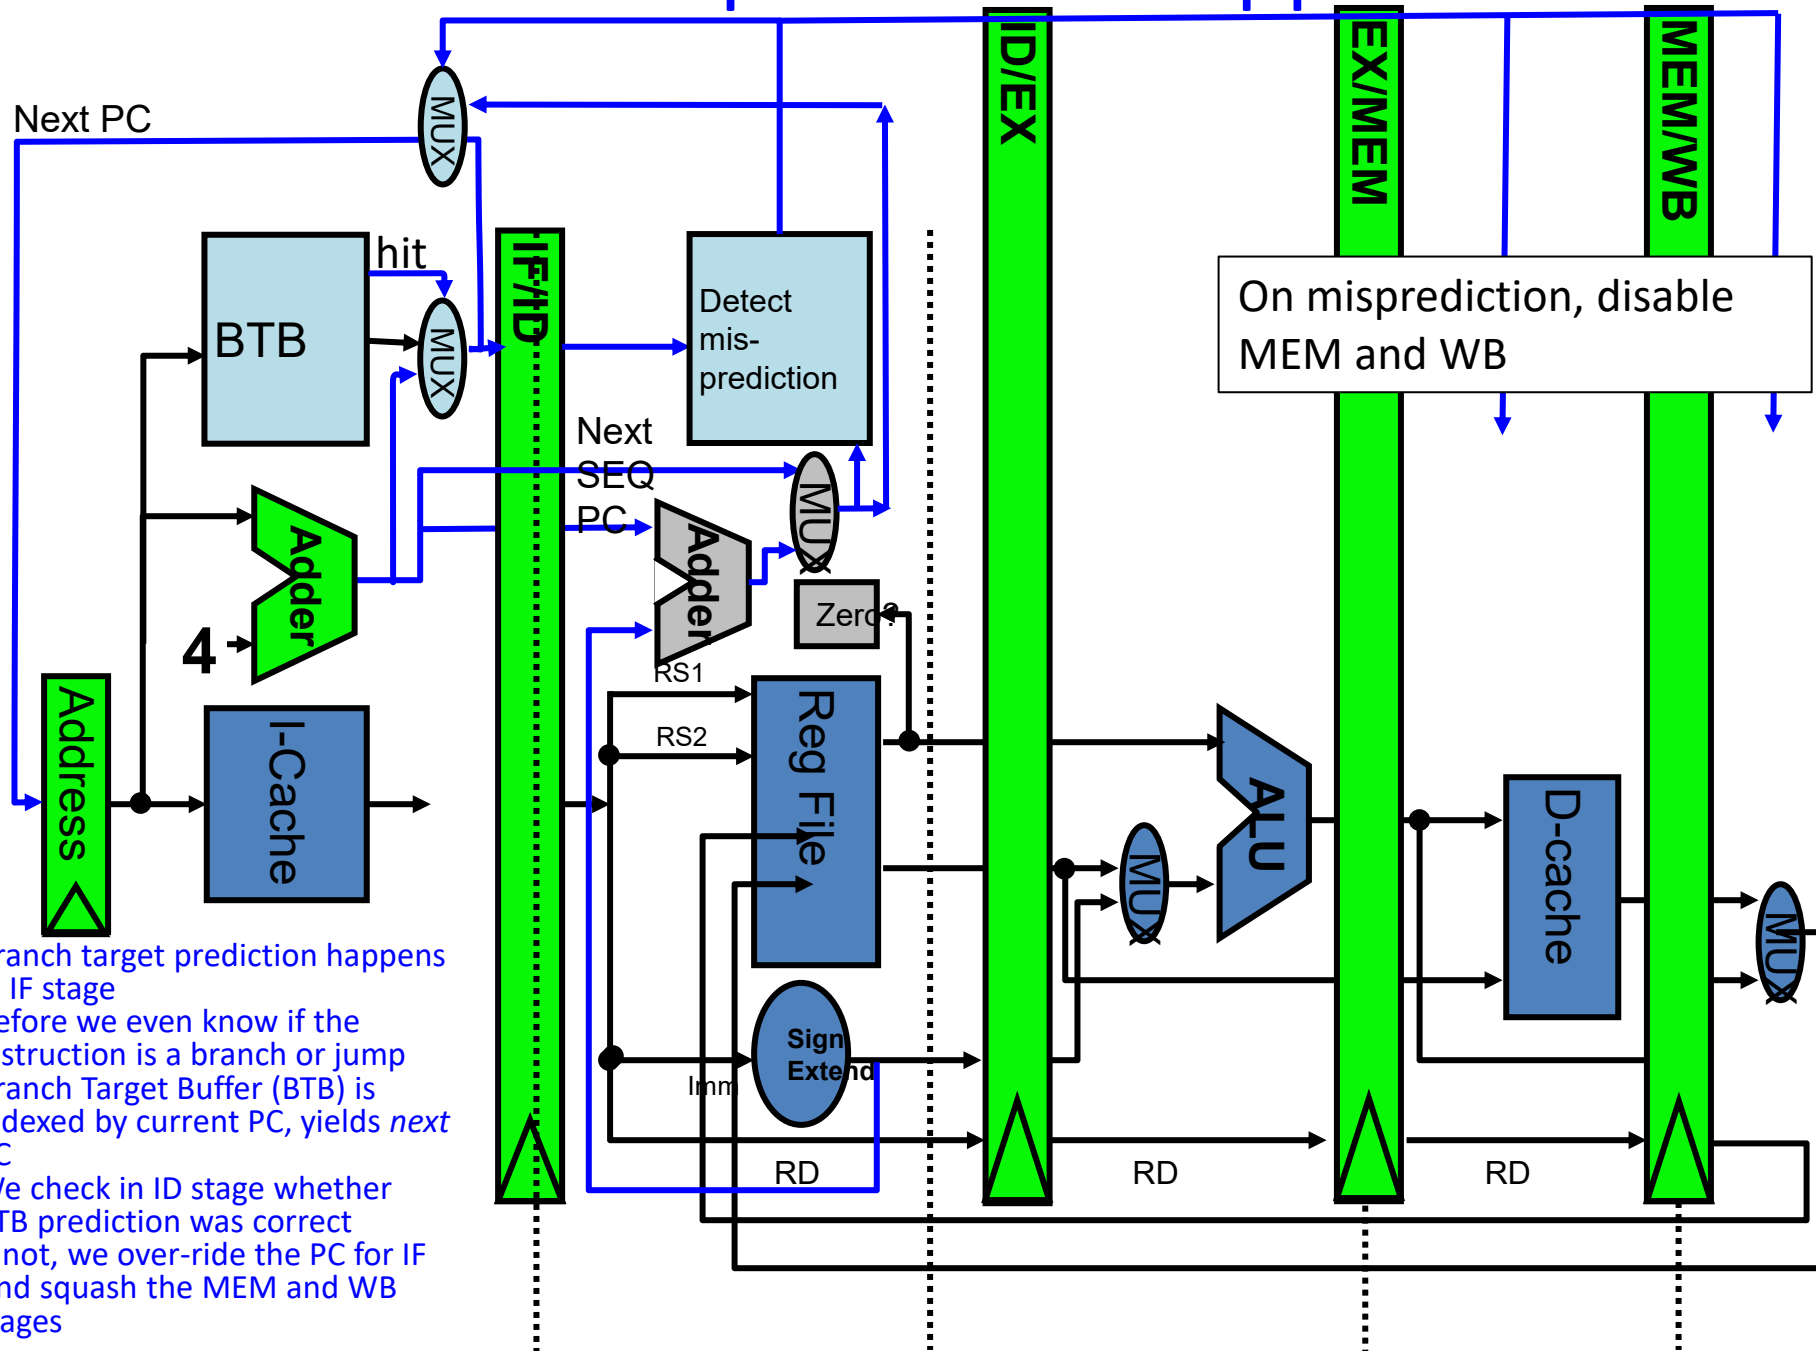 ID/EX
EX/MEM
MEM/WB
MUX
Next PC
hit
IF/ID
BTB
MUX
Detect
mis-
prediction
On misprediction, disable
MEM and WB
Next
SEQ
PC
MUX
Adder
Adder
Zero?
4
RS1
RS2
Address
I-Cache
Reg File
ALU
MUX
D-cache
MUX
Sign
Extend
Imm
RD
RD
RD
ranch target prediction happens
IF stage
efore we even know if the
struction is a branch or jump
ranch Target Buffer (BTB) is
dexed by current PC, yields next
C
We check in ID stage whether
TB prediction was correct
not, we over-ride the PC for IF
nd squash the MEM and WB
ages